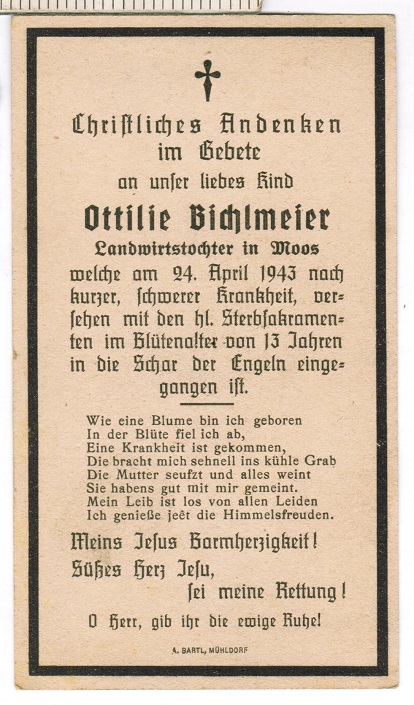 Christliches Andenken
im Gebete
an unser liebes Kind
Ottilie Bichlmeier
Landwirtstochter in Moos
welche am 24. April 1943 nach
kurzer, schwerer Krankheit, ver-
sehen mit den hl. Sterbsakramen-
ten im Blütenalter von 13 Jahren
in die Schar der Engeln einge-
gangen ist.
Wie eine Blume bin ich geboren
In der Blüte fiel ich ab,
Eine Krankheit ist gekommen,
Die bracht mich sehnell ins kühle Grab
Die Mutter seufzt und alles weint
Sie habens gut mit mir gemeint.
Mein Leib ist los von allen Leiden
Ich genieße jeêt die Himmelsfreuden.
Meins Jesus Barmherzigkeit!
Süßes Herz Jesu,
sei meine Rettung!
O Herr, gib ihr die ewige Ruhe!
A. BARTL, MÜHLDORF